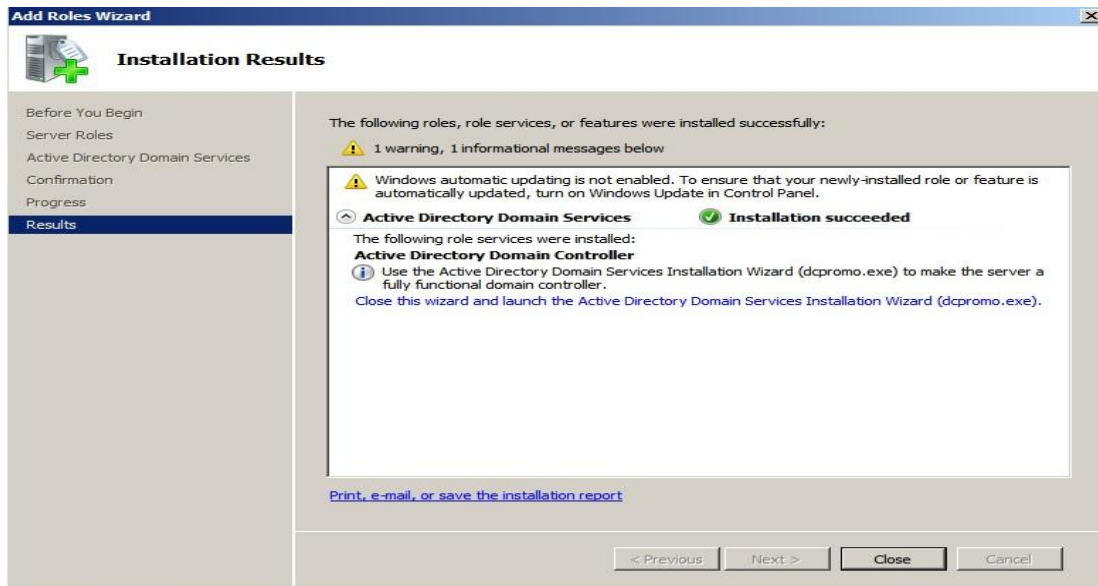 Add Roles Wizard
Installation Results
Before You Begin
Server Roles
Active Directory Domain Services
Confirmation
Progress
Results
The following roles, role services, or features were installed successfully:
1 warning, 1 informational messages below
Windows automatic updating is not enabled. To ensure that your newly-installed role or feature is
automatically updated, turn on Windows Update in Control Panel.
Active Directory Domain Services Installation succeeded
The following role services were installed:
Active Directory Domain Controller
Use the Active Directory Domain Services Installation Wizard (dcpromo.exe) to make the server a
fully functional domain controller.
Close this wizard and launch the Active Directory Domain Services Installation Wizard (dcpromo.exe).
Print, e-mail, or save the installation report
< Previous Next > Close Cancel